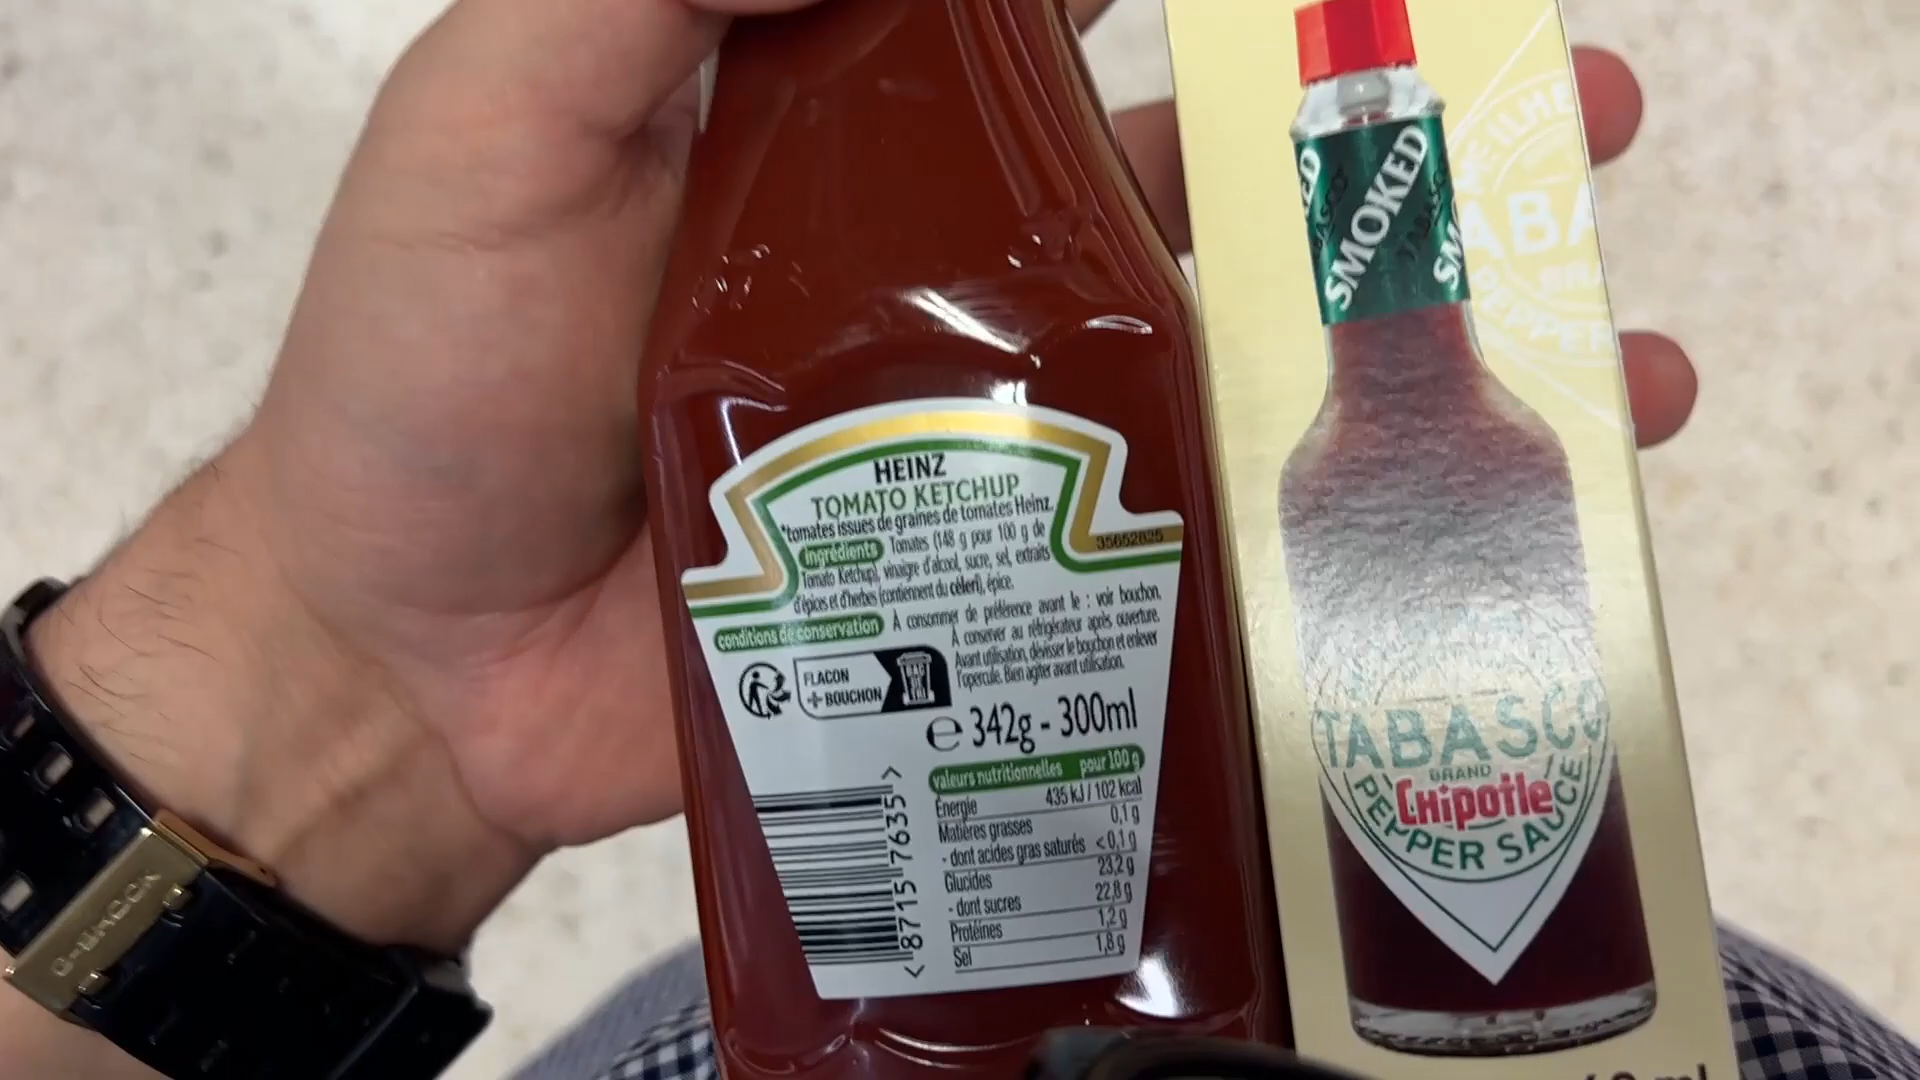 HEINZ
TOMATO KETCHUP
*tomates issues de graines de tomates Heinz.
ingrédients Tomates (148 g pour 100 g de
Tomato Ketchup), vinaigre d'alcool, sucre, sel, extraits
d'épices et d'herbes (contiennent du céleri), épice.
35652825
conditions de conservation À consommer de préférence avant le : voir bouchon.
À conserver au réfrigérateur après ouverture.
Avant utilisation, dévisser le bouchon et enlever
l'opercule. Bien agiter avant utilisation.
FLACON
+ BOUCHON
BAC
DE
TRI
℮ 342g - 300ml
valeurs nutritionnelles pour 100 g
Énergie 435 kJ / 102 kcal
Matières grasses 0,1 g
- dont acides gras saturés <0,1 g
Glucides 23,2 g
- dont sucres 22,8 g
Protéines 1,2 g
Sel 1,8 g
< 8715 7635 >
SMOKED
TABASCO
BRAND
CHiPOTle
PEPPER SAUCE
PEPPER
G-SHOCK